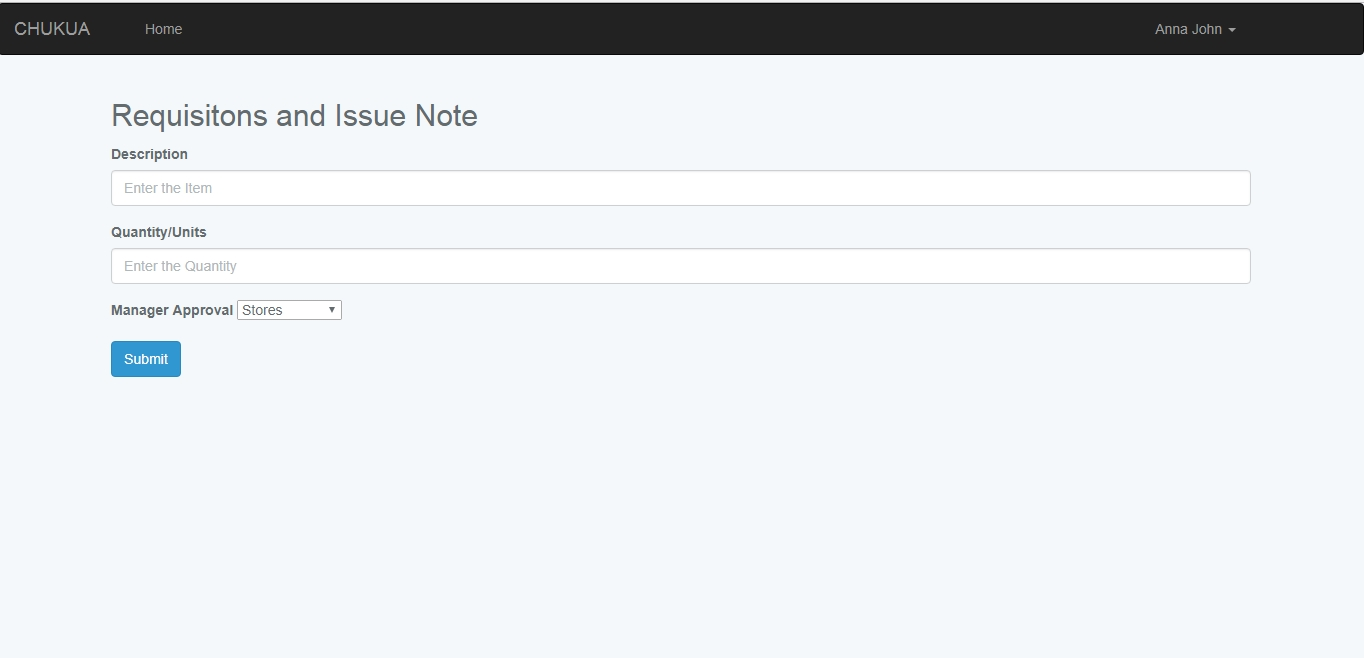 CHUKUA Home Anna John
Requisitons and Issue Note
Description
Enter the Item
Quantity/Units
Enter the Quantity
Manager Approval Stores
Submit